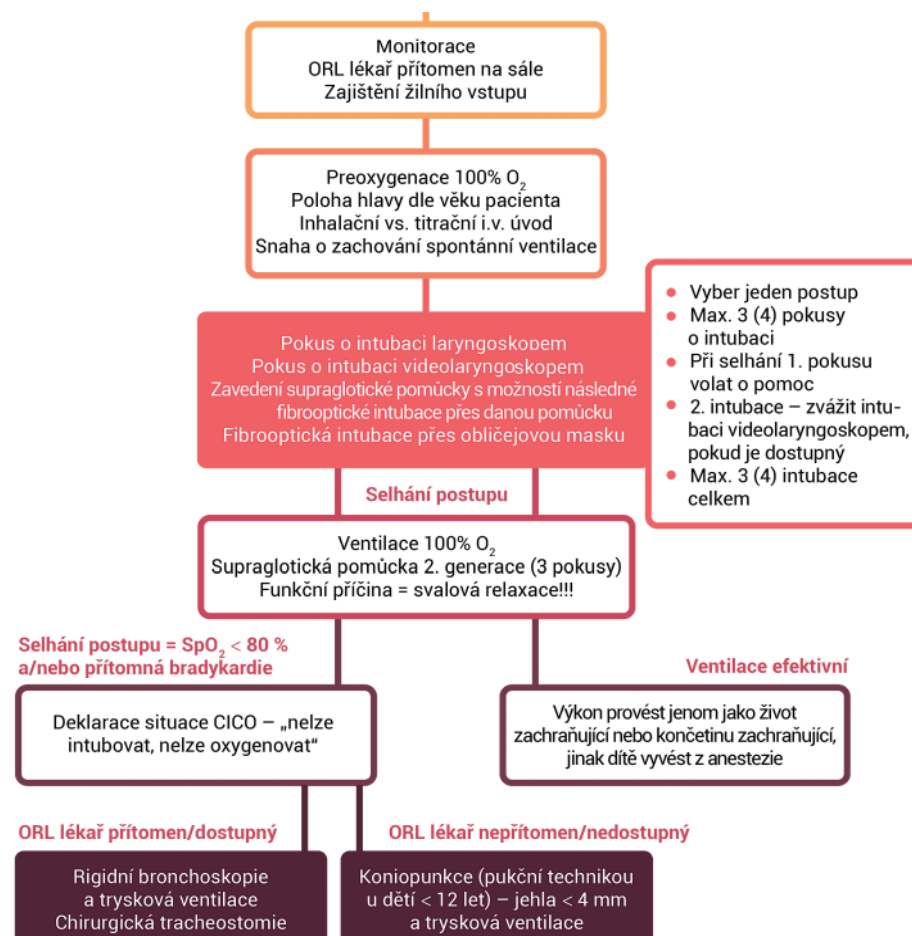 Monitorace
ORL lékař přítomen na sále
Zajištění žilního vstupu
Preoxygenace 100% O₂
Poloha hlavy dle věku pacienta
Inhalační vs. titrační i.v. úvod
Snaha o zachování spontánní ventilace
Pokus o intubaci laryngoskopem
Pokus o intubaci videolaryngoskopem
Zavedení supraglotické pomůcky s možností následné
fibrooptické intubace přes danou pomůcku
Fibrooptická intubace přes obličejovou masku
• Vyber jeden postup
• Max. 3 (4) pokusy
o intubaci
• Při selhání 1. pokusu
volat o pomoc
• 2. intubace – zvážit intu-
baci videolaryngoskopem,
pokud je dostupný
• Max. 3 (4) intubace
celkem
Selhání postupu
Ventilace 100% O₂
Supraglotická pomůcka 2. generace (3 pokusy)
Funkční příčina = svalová relaxace!!!
Selhání postupu = SpO₂ < 80 %
a/nebo přítomná bradykardie
Deklarace situace CICO – „nelze
intubovat, nelze oxygenovat“
Ventilace efektivní
Výkon provést jenom jako život
zachraňující nebo končetinu zachraňující,
jinak dítě vyvést z anestezie
ORL lékař přítomen/dostupný
Rigidní bronchoskopie
a trysková ventilace
Chirurgická tracheostomie
ORL lékař nepřítomen/nedostupný
Koniopunkce (pukční technikou
u dětí < 12 let) – jehla < 4 mm
a trysková ventilace